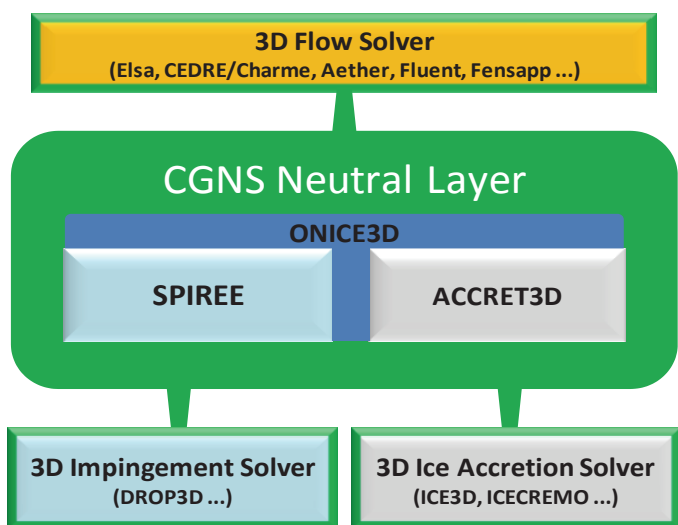 3D Flow Solver
(Elsa, CEDRE/Charme, Aether, Fluent, Fensapp ...)
CGNS Neutral Layer
ONICE3D
SPIREE
ACCRET3D
3D Impingement Solver
(DROP3D ...)
3D Ice Accretion Solver
(ICE3D, ICECREMO ...)